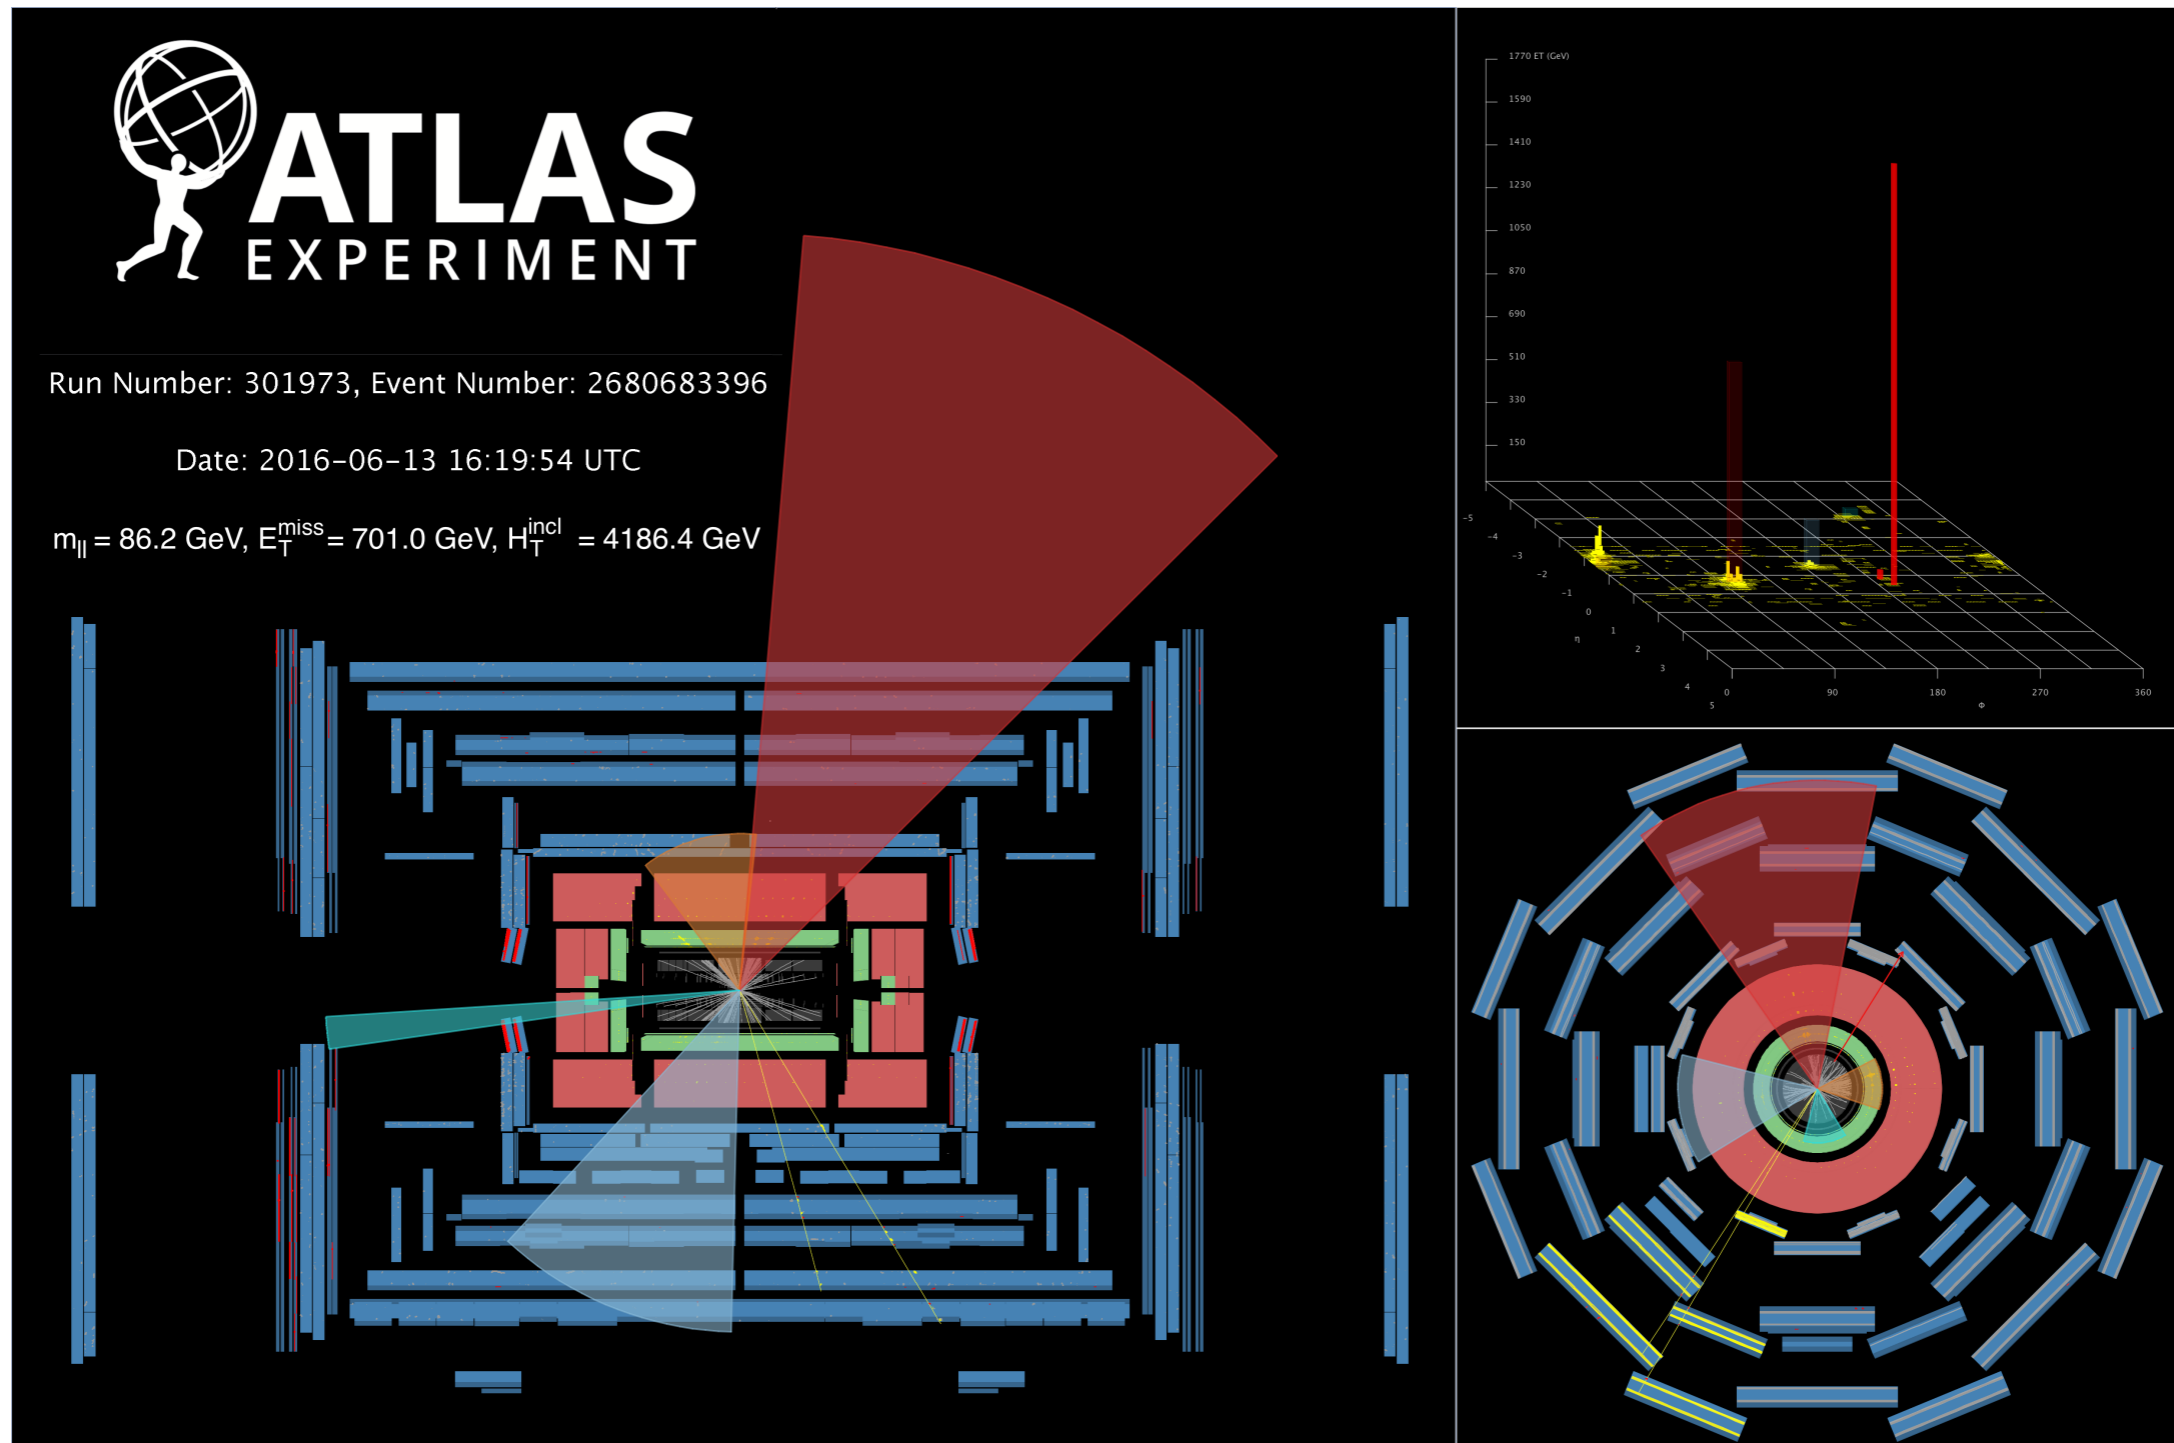 ATLAS
EXPERIMENT
Run Number: 301973, Event Number: 2680683396
Date: 2016-06-13 16:19:54 UTC
m_ll = 86.2 GeV, E_T^miss = 701.0 GeV, H_T^incl = 4186.4 GeV
1770 ET (GeV)
1590
1410
1230
1050
870
690
510
330
150
-5
-4
-3
-2
-1
0
1
2
3
4
5
η
0 90 180 270 360
Φ